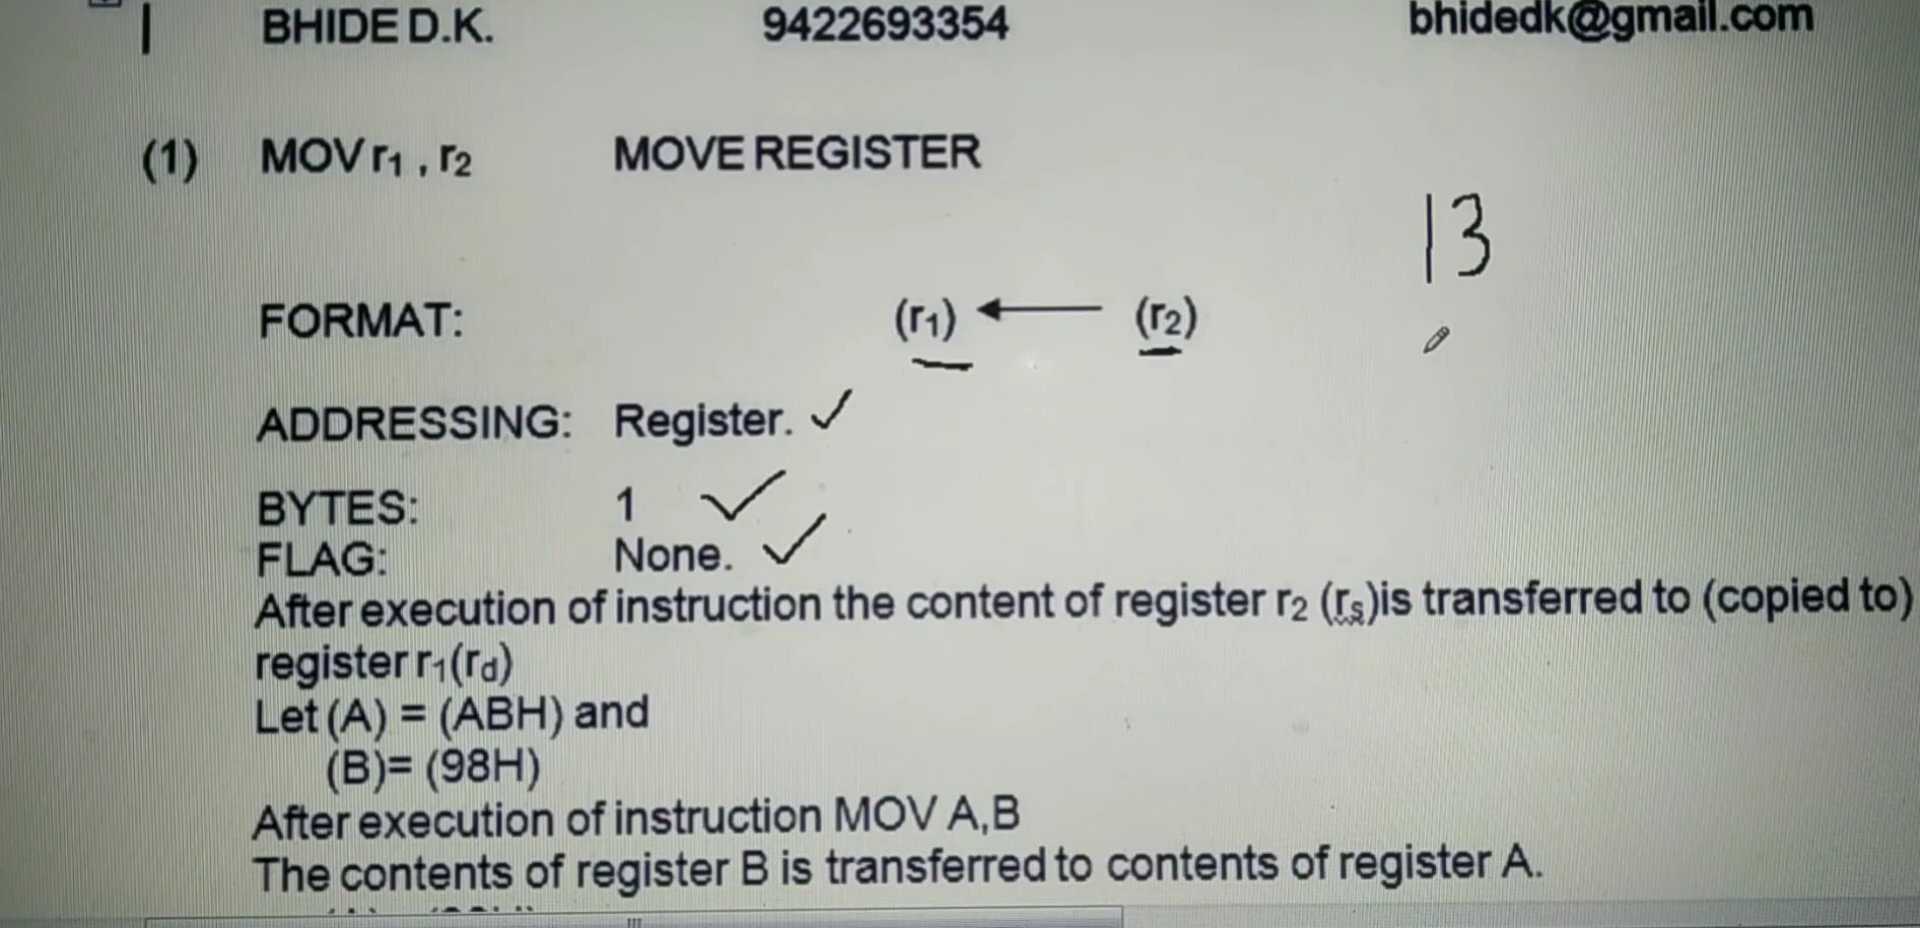 BHIDE D.K. 9422693354 bhidedk@gmail.com
(1) MOV r1 , r2 MOVE REGISTER
13
FORMAT: (r1) ← (r2)
ADDRESSING: Register. ✓
BYTES: 1 ✓
FLAG: None. ✓
After execution of instruction the content of register r2 (rs)is transferred to (copied to)
register r1(rd)
Let (A) = (ABH) and
(B)= (98H)
After execution of instruction MOV A,B
The contents of register B is transferred to contents of register A.